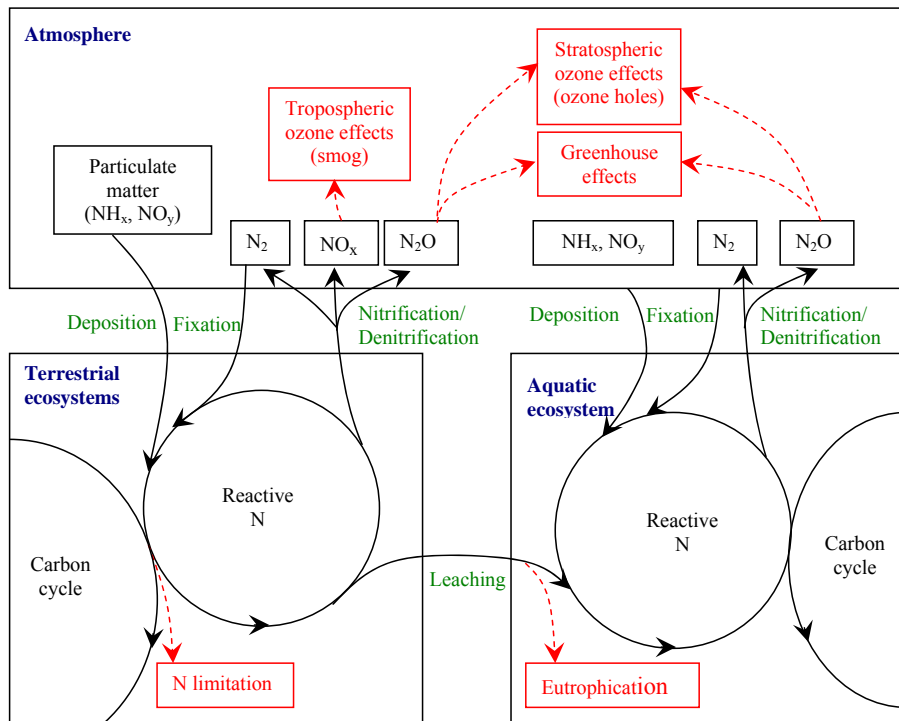 Atmosphere
Stratospheric
ozone effects
(ozone holes)
Tropospheric
ozone effects
(smog)
Greenhouse
effects
Particulate
matter
(NHx, NOy)
N2
NOx
N2O
NHx, NOy
N2
N2O
Deposition
Fixation
Nitrification/
Denitrification
Deposition
Fixation
Nitrification/
Denitrification
Terrestrial
ecosystems
Reactive
N
Carbon
cycle
N limitation
Leaching
Aquatic
ecosystem
Reactive
N
Carbon
cycle
Eutrophication